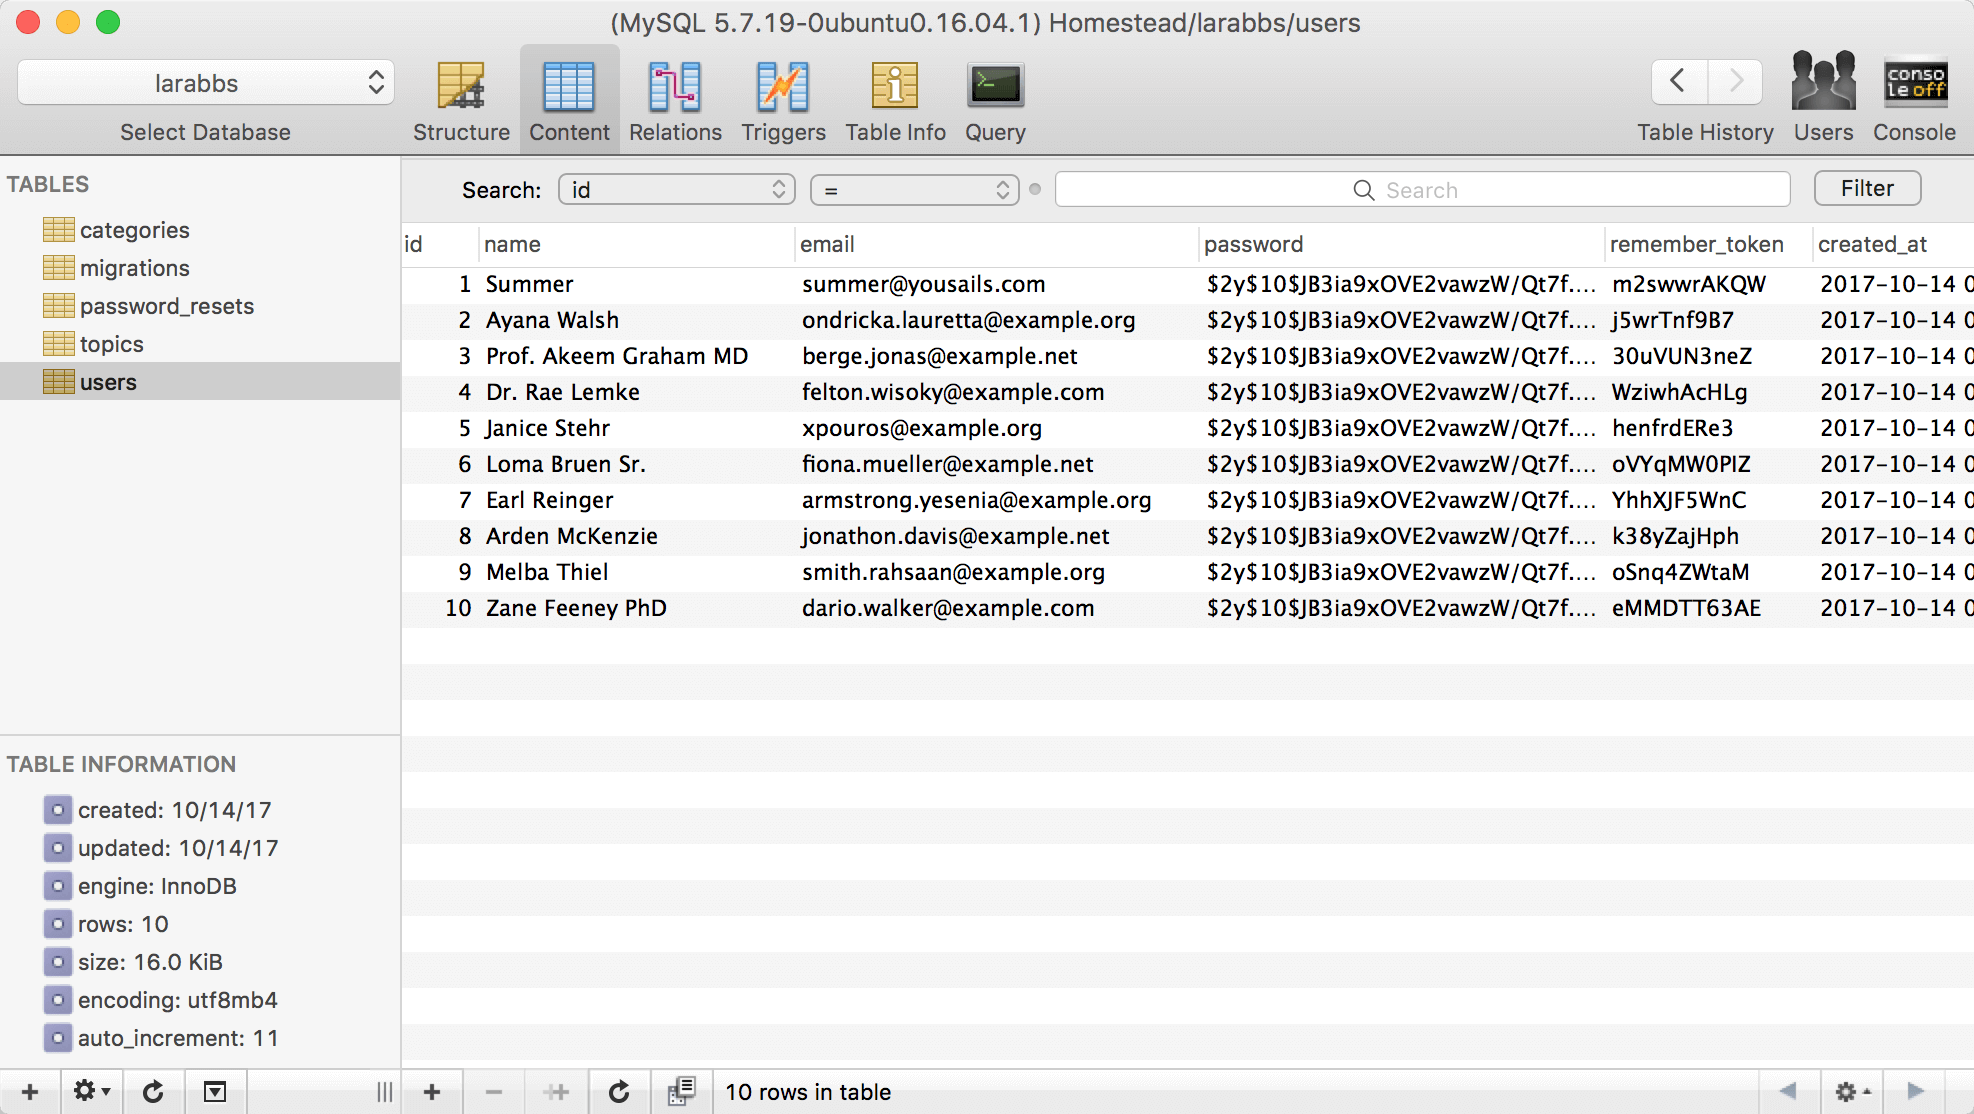 (MySQL 5.7.19-0ubuntu0.16.04.1) Homestead/larabbs/users
larabbs
Select Database
Structure
Content
Relations
Triggers
Table Info
Query
Table History
Users
conso
le off
Console
TABLES
categories
migrations
password_resets
topics
users
Search: id = Search Filter
id name email password remember_token created_at
1 Summer summer@yousails.com $2y$10$JB3ia9xOVE2vawzW/Qt7f.... m2swwrAKQW 2017-10-14 0
2 Ayana Walsh ondricka.lauretta@example.org $2y$10$JB3ia9xOVE2vawzW/Qt7f.... j5wrTnf9B7 2017-10-14 0
3 Prof. Akeem Graham MD berge.jonas@example.net $2y$10$JB3ia9xOVE2vawzW/Qt7f.... 30uVUN3neZ 2017-10-14 0
4 Dr. Rae Lemke felton.wisoky@example.com $2y$10$JB3ia9xOVE2vawzW/Qt7f.... WziwhAcHLg 2017-10-14 0
5 Janice Stehr xpouros@example.org $2y$10$JB3ia9xOVE2vawzW/Qt7f.... henfrdERe3 2017-10-14 0
6 Loma Bruen Sr. fiona.mueller@example.net $2y$10$JB3ia9xOVE2vawzW/Qt7f.... oVYqMW0PIZ 2017-10-14 0
7 Earl Reinger armstrong.yesenia@example.org $2y$10$JB3ia9xOVE2vawzW/Qt7f.... YhhXJF5WnC 2017-10-14 0
8 Arden McKenzie jonathon.davis@example.net $2y$10$JB3ia9xOVE2vawzW/Qt7f.... k38yZajHph 2017-10-14 0
9 Melba Thiel smith.rahsaan@example.org $2y$10$JB3ia9xOVE2vawzW/Qt7f.... oSnq4ZWtaM 2017-10-14 0
10 Zane Feeney PhD dario.walker@example.com $2y$10$JB3ia9xOVE2vawzW/Qt7f.... eMMDTT63AE 2017-10-14 0
TABLE INFORMATION
created: 10/14/17
updated: 10/14/17
engine: InnoDB
rows: 10
size: 16.0 KiB
encoding: utf8mb4
auto_increment: 11
10 rows in table